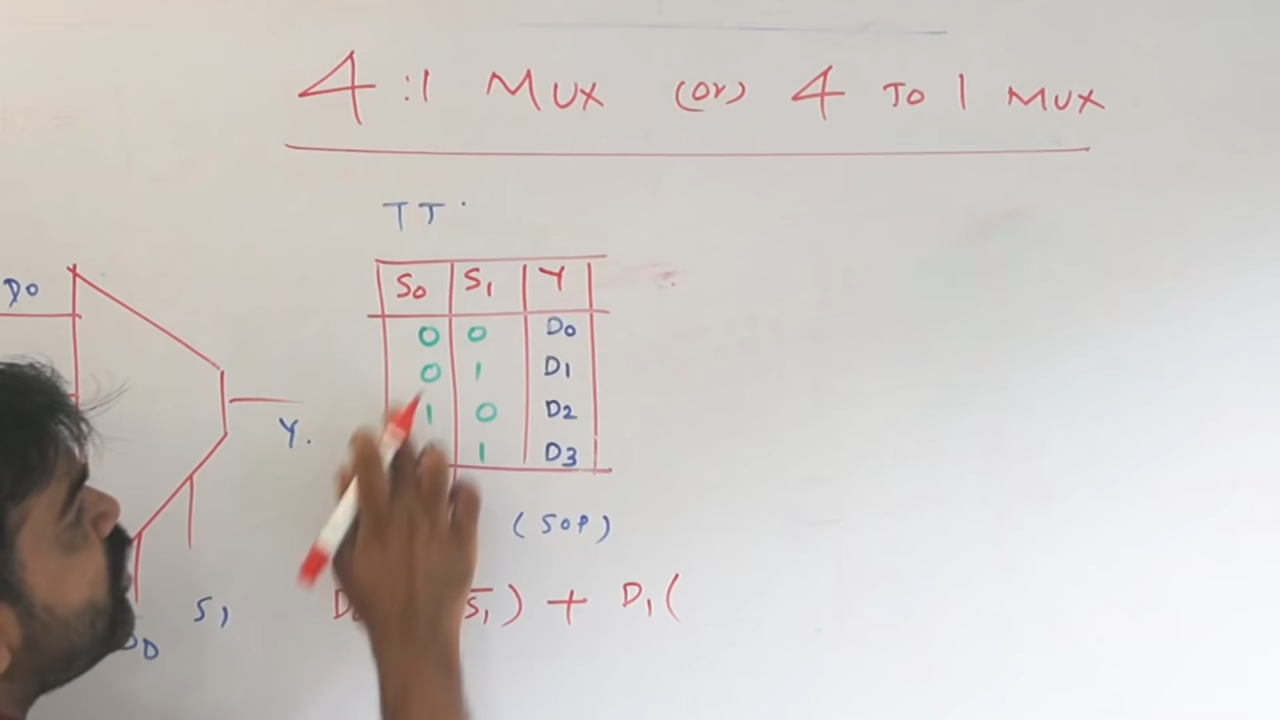 4:1 MUX (or) 4 TO 1 MUX
TT.
D0
S0 S1 Y
0 0 D0
0 1 D1
1 0 D2
1 D3
Y.
(SOP)
S̅1) + D1(
S1